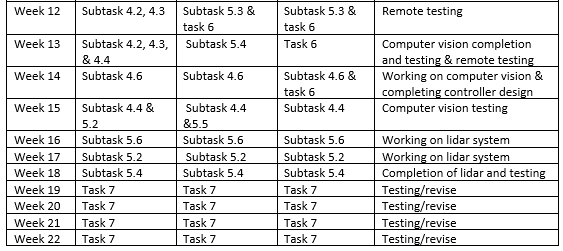 Week 12 Subtask 4.2, 4.3 Subtask 5.3 & Subtask 5.3 & Remote testing
task 6 task 6
Week 13 Subtask 4.2, 4.3, Subtask 5.4 Task 6 Computer vision completion
& 4.4 and testing & remote testing
Week 14 Subtask 4.6 Subtask 4.6 Subtask 4.6 & Working on computer vision &
task 6 completing controller design
Week 15 Subtask 4.4 & Subtask 4.4 Subtask 4.4 Computer vision testing
5.2 &5.5
Week 16 Subtask 5.6 Subtask 5.6 Subtask 5.6 Working on lidar system
Week 17 Subtask 5.2 Subtask 5.2 Subtask 5.2 Working on lidar system
Week 18 Subtask 5.4 Subtask 5.4 Subtask 5.4 Completion of lidar and testing
Week 19 Task 7 Task 7 Task 7 Testing/revise
Week 20 Task 7 Task 7 Task 7 Testing/revise
Week 21 Task 7 Task 7 Task 7 Testing/revise
Week 22 Task 7 Task 7 Task 7 Testing/revise